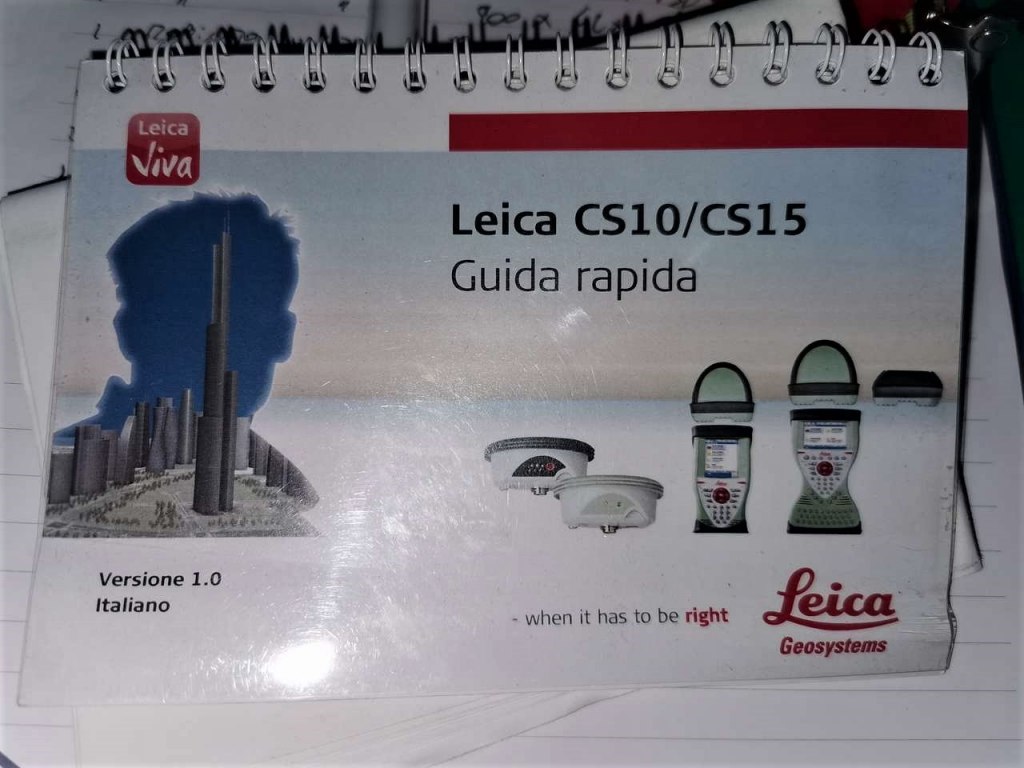 Leica
Viva
Leica CS10/CS15
Guida rapida
Versione 1.0
Italiano
- when it has to be right
Leica
Geosystems